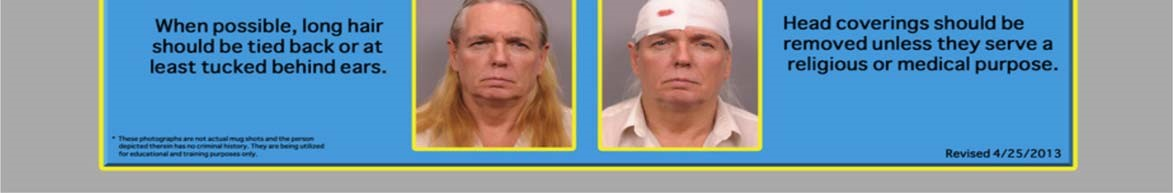 When possible, long hair
should be tied back or at
least tucked behind ears.
Head coverings should be
removed unless they serve a
religious or medical purpose.
* These photographs are not actual mug shots and the person
depicted therein has no criminal history. They are being utilized
for educational and training purposes only.
Revised 4/25/2013